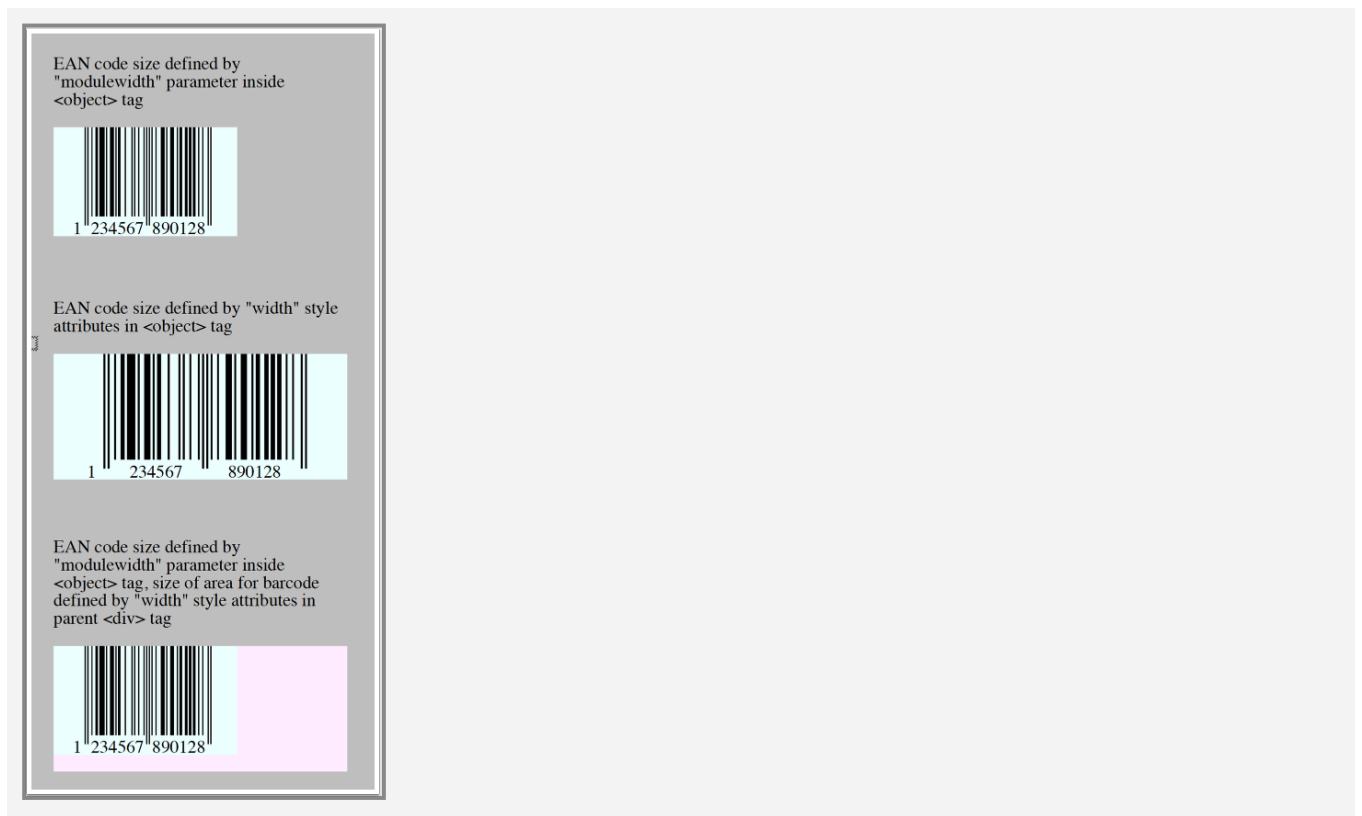 EAN code size defined by
"modulewidth" parameter inside
<object> tag
1 234567 890128
EAN code size defined by "width" style
attributes in <object> tag
1 234567 890128
EAN code size defined by
"modulewidth" parameter inside
<object> tag, size of area for barcode
defined by "width" style attributes in
parent <div> tag
1 234567 890128